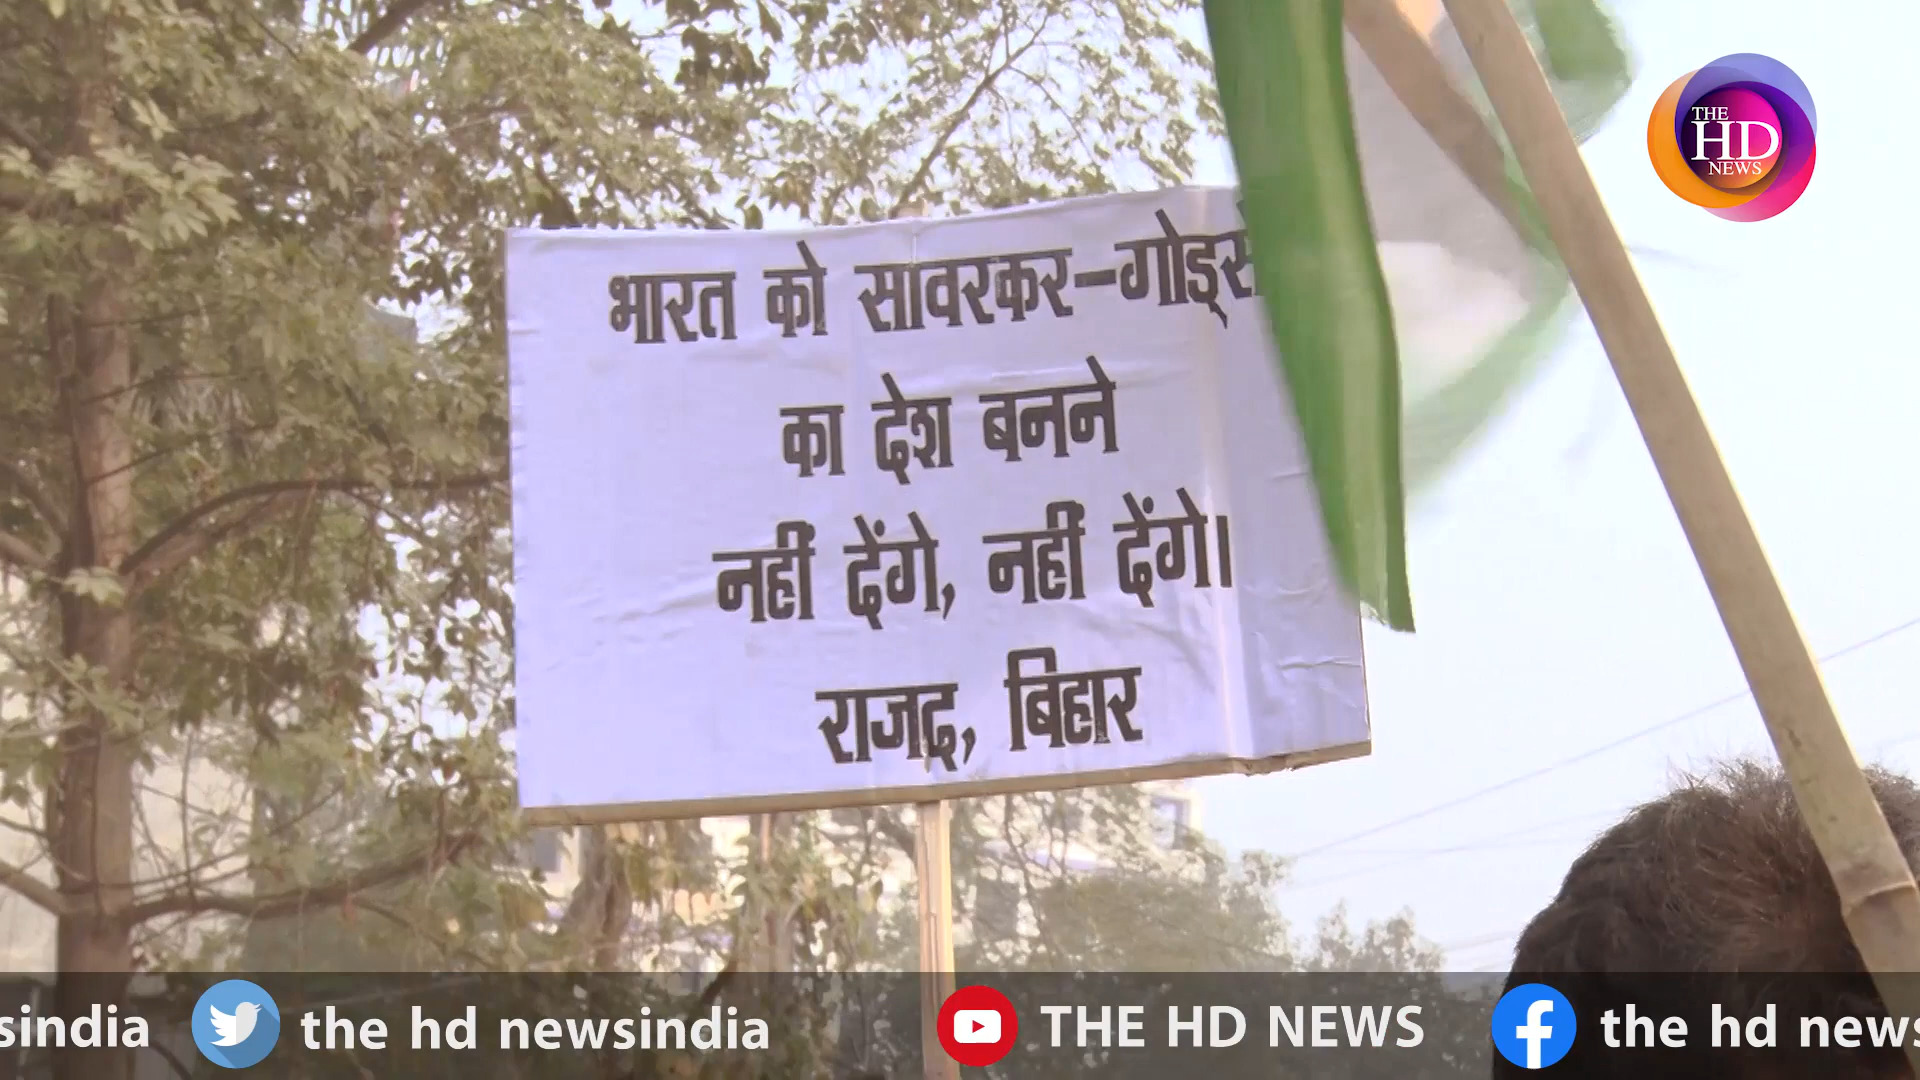 THE
HD
NEWS
भारत को सावरकर-गोड्से
का देश बनने
नहीं देंगे, नहीं देंगे।
राजद, बिहार
sindia the hd newsindia THE HD NEWS the hd news